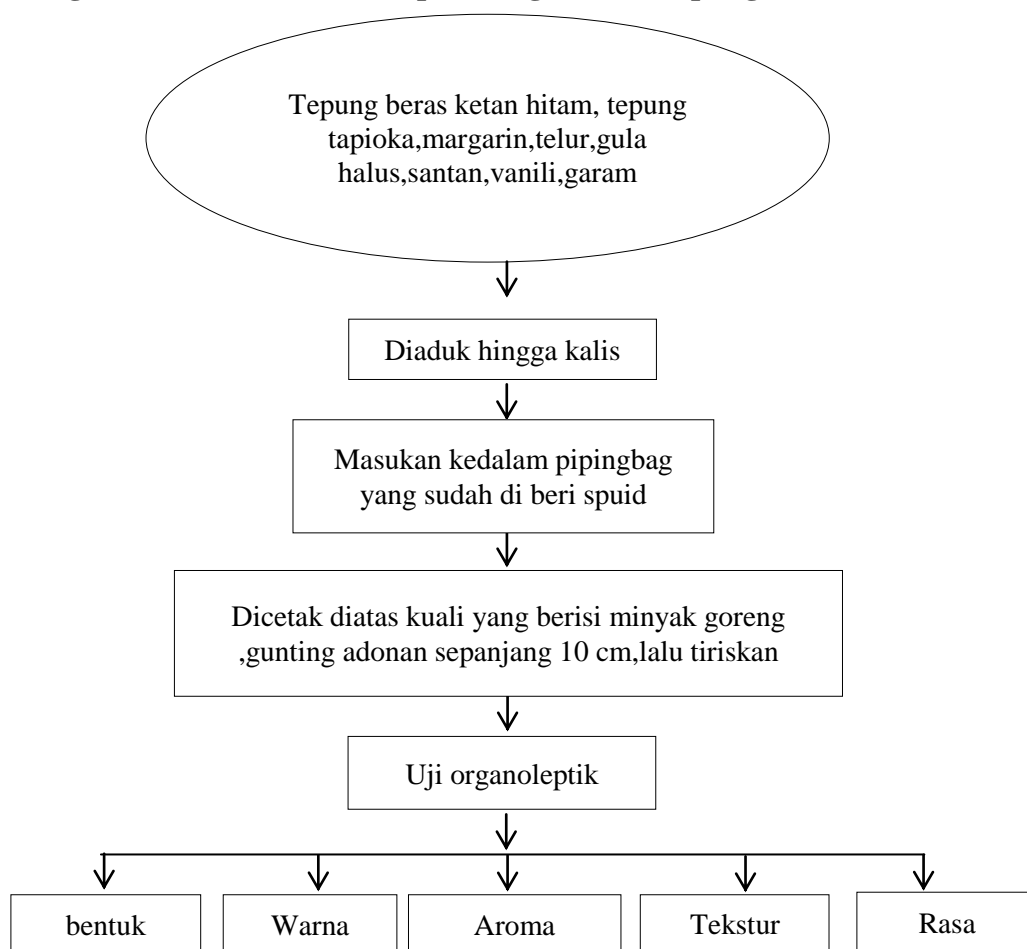 Tepung beras ketan hitam, tepung
tapioka,margarin,telur,gula
halus,santan,vanili,garam
Diaduk hingga kalis
Masukan kedalam pipingbag
yang sudah di beri spuid
Dicetak diatas kuali yang berisi minyak goreng
,gunting adonan sepanjang 10 cm,lalu tiriskan
Uji organoleptik
bentuk
Warna
Aroma
Tekstur
Rasa